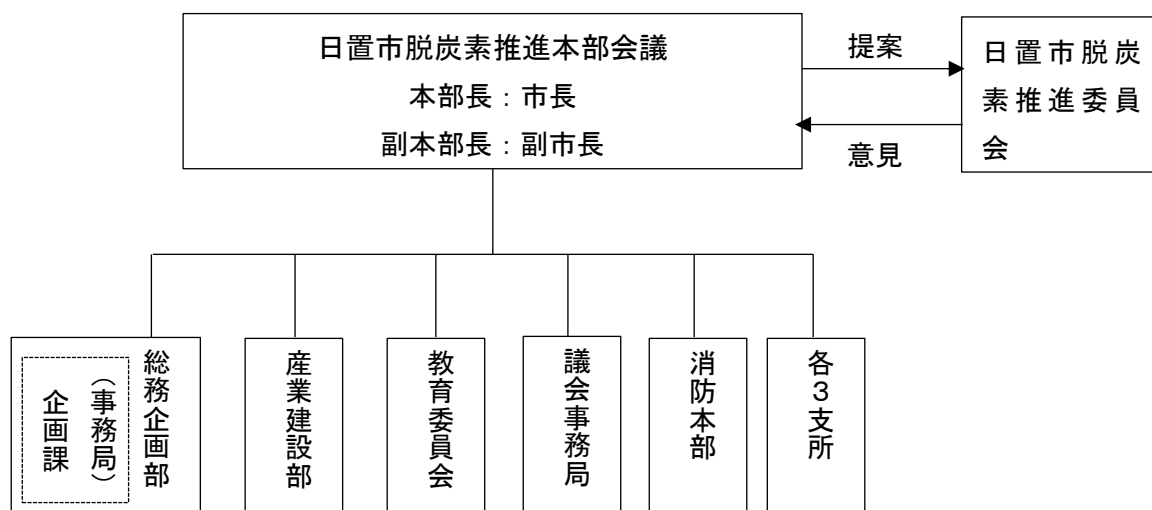 日置市脱炭素推進本部会議
本部長：市長
副本部長：副市長
提案
意見
日置市脱炭
素推進委員
会
総務企画部
（事務局）
企画課
産業建設部
教育委員会
議会事務局
消防本部
各３支所